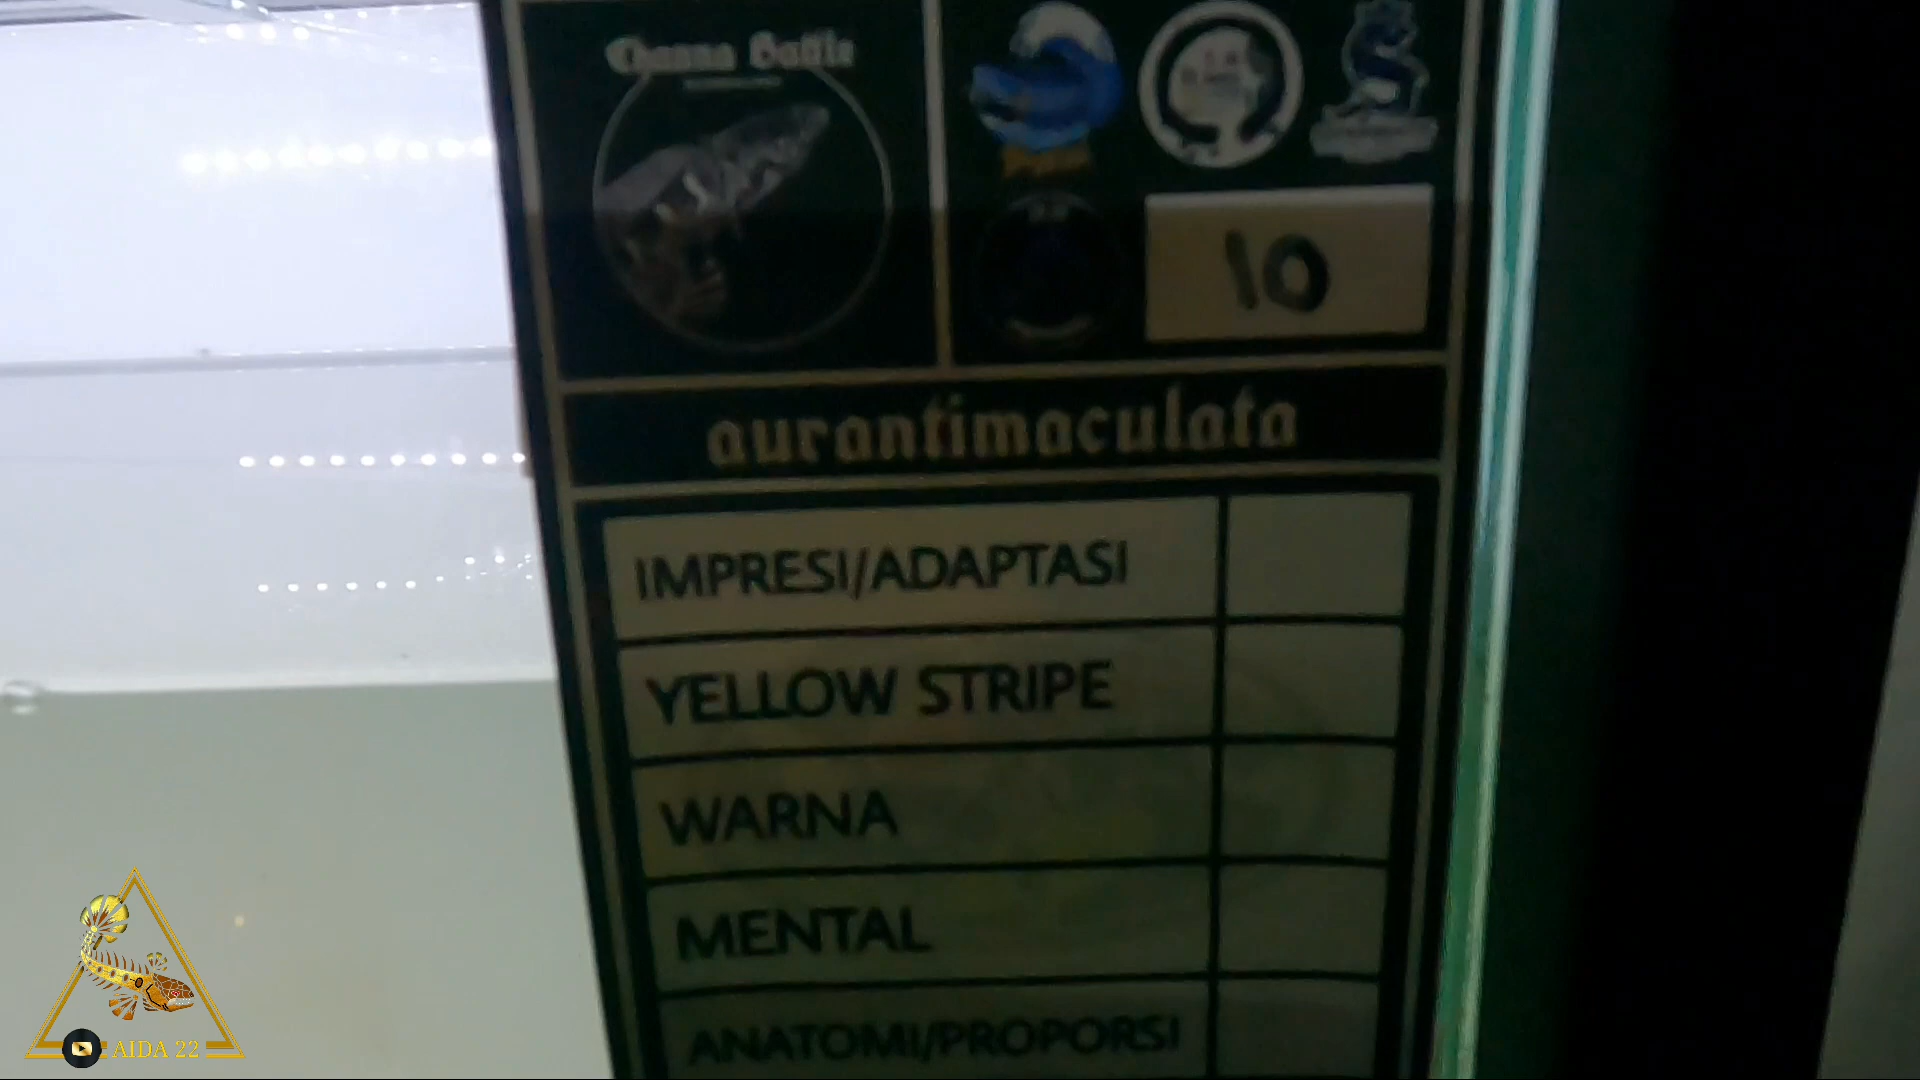 Channa Battle
10
aurantimaculata
IMPRESI/ADAPTASI
YELLOW STRIPE
WARNA
MENTAL
ANATOMI/PROPORSI
AIDA 22